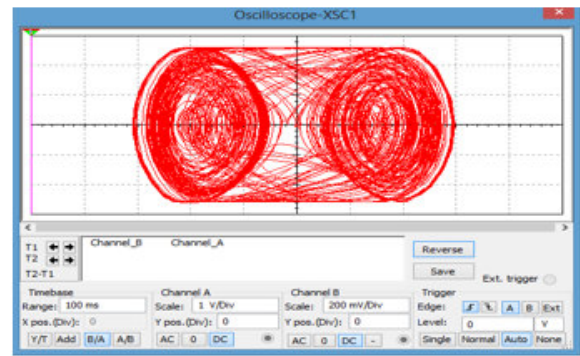 Oscilloscope-XSC1
T1
T2
T2-T1
Channel_B Channel_A
Reverse
Save
Ext. trigger
Timebase
Range: 100 ms
X pos.(Div): 0
Y/T Add B/A A/B
Channel A
Scale: 1 V/Div
Y pos.(Div): 0
AC 0 DC
Channel B
Scale: 200 mV/Div
Y pos.(Div): 0
AC 0 DC -
Trigger
Edge: A B Ext
Level: 0 V
Single Normal Auto None